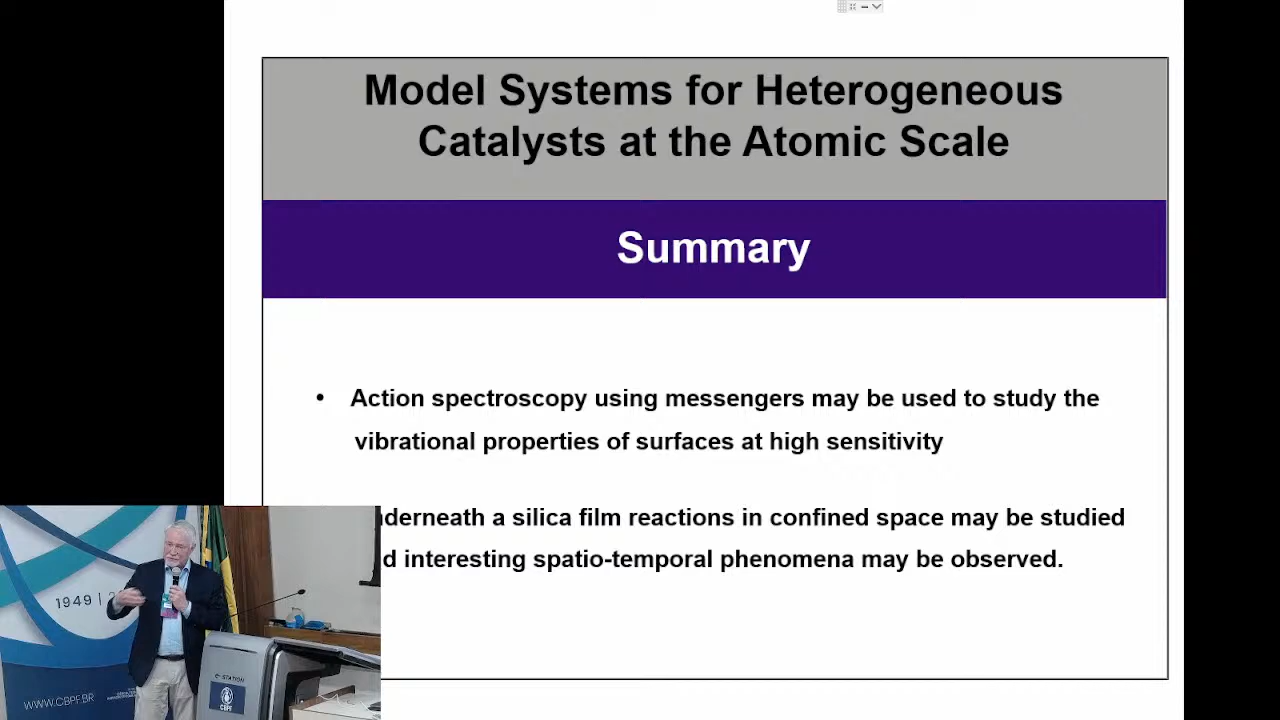 Model Systems for Heterogeneous
Catalysts at the Atomic Scale
Summary
• Action spectroscopy using messengers may be used to study the
vibrational properties of surfaces at high sensitivity
nderneath a silica film reactions in confined space may be studied
d interesting spatio-temporal phenomena may be observed.
1949 |
WWW.CBPF.BR
e-STATION
CBPF